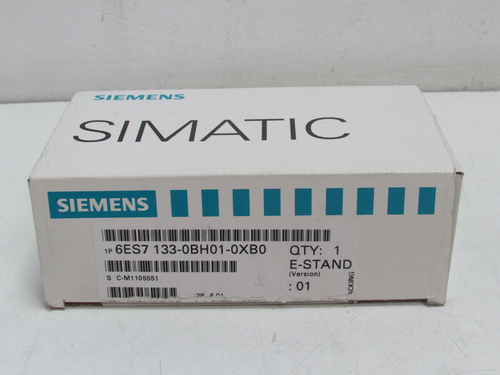 SIEMENS
SIMATIC
SIEMENS
1P 6ES7 133-0BH01-0XB0
QTY: 1
E-STAND
(Version)
: 01
S C-M1105551